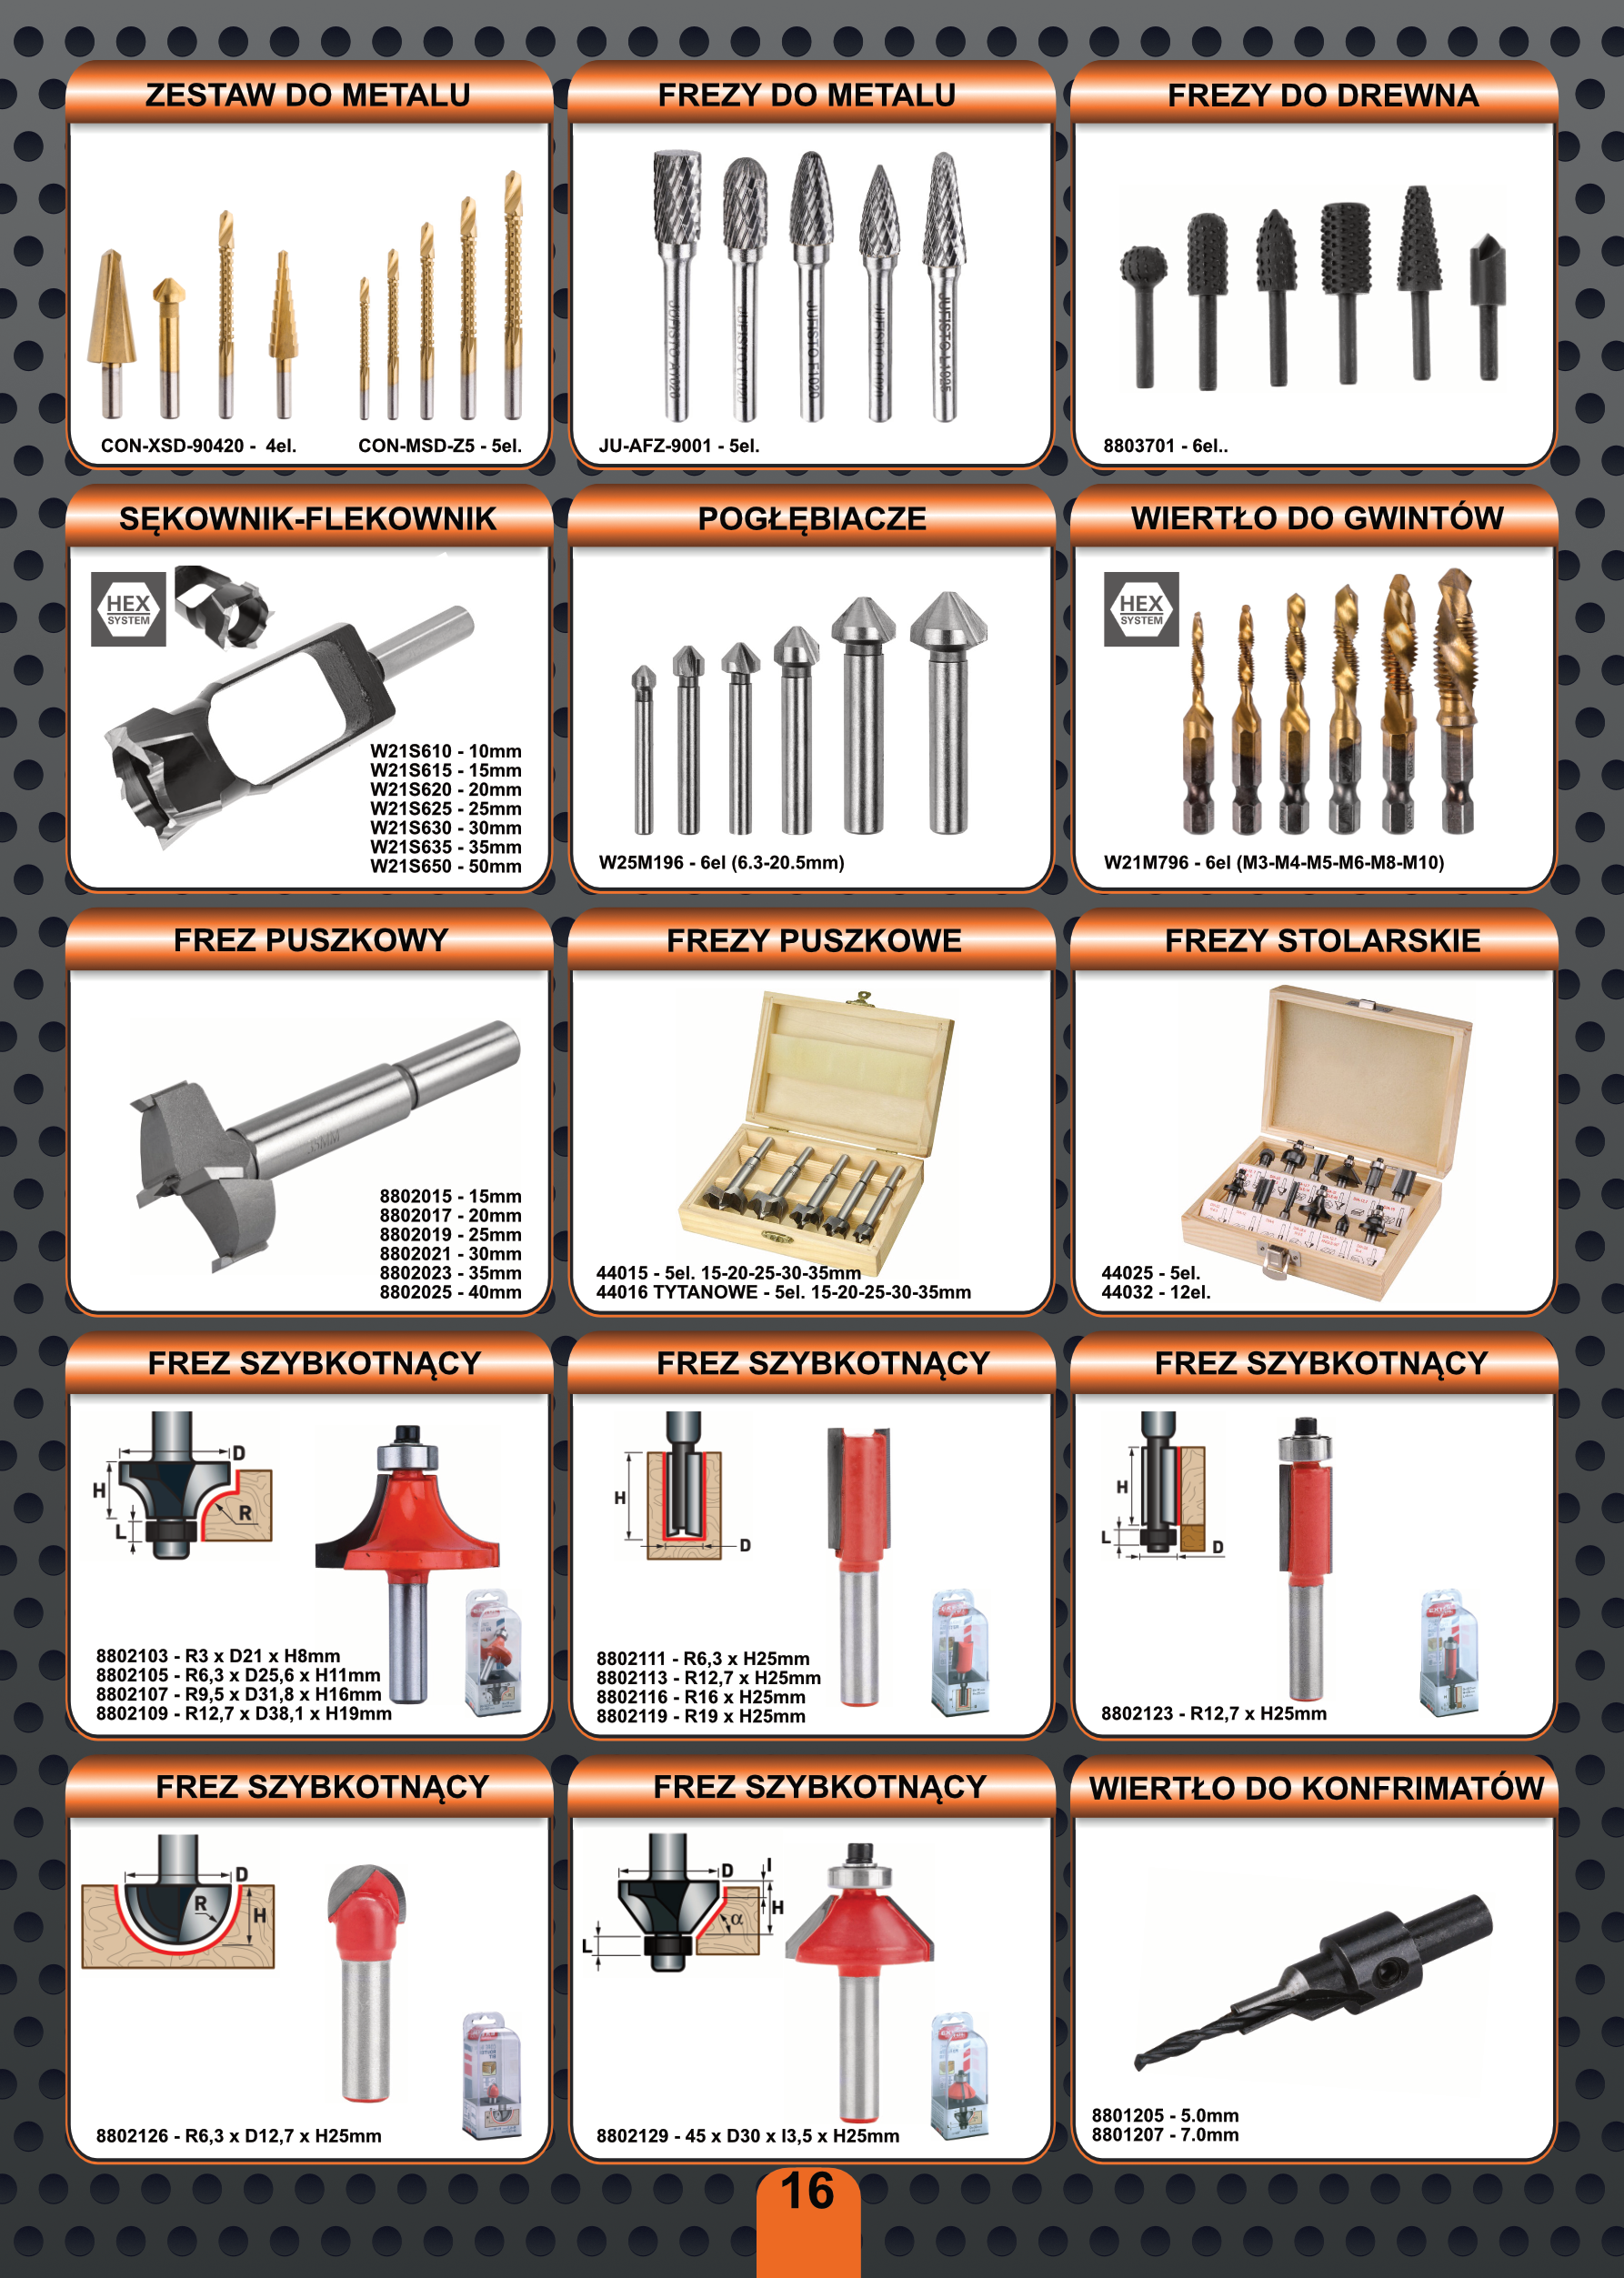 ZESTAW DO METALU
CON-XSD-90420 - 4el.
CON-MSD-Z5 - 5el.
FREZY DO METALU
JUFISTO F1020
JUFISTO L1025
JU-AFZ-9001 - 5el.
FREZY DO DREWNA
8803701 - 6el..
SĘKOWNIK-FLEKOWNIK
HEX
SYSTEM
W21S610 - 10mm
W21S615 - 15mm
W21S620 - 20mm
W21S625 - 25mm
W21S630 - 30mm
W21S635 - 35mm
W21S650 - 50mm
POGŁĘBIACZE
W25M196 - 6el (6.3-20.5mm)
WIERTŁO DO GWINTÓW
HEX
SYSTEM
W21M796 - 6el (M3-M4-M5-M6-M8-M10)
FREZ PUSZKOWY
35MM
8802015 - 15mm
8802017 - 20mm
8802019 - 25mm
8802021 - 30mm
8802023 - 35mm
8802025 - 40mm
FREZY PUSZKOWE
44015 - 5el. 15-20-25-30-35mm
44016 TYTANOWE - 5el. 15-20-25-30-35mm
FREZY STOLARSKIE
44025 - 5el.
44032 - 12el.
FREZ SZYBKOTNĄCY
D
H
R
L
8802103 - R3 x D21 x H8mm
8802105 - R6,3 x D25,6 x H11mm
8802107 - R9,5 x D31,8 x H16mm
8802109 - R12,7 x D38,1 x H19mm
FREZ SZYBKOTNĄCY
H
D
8802111 - R6,3 x H25mm
8802113 - R12,7 x H25mm
8802116 - R16 x H25mm
8802119 - R19 x H25mm
FREZ SZYBKOTNĄCY
H
L
D
8802123 - R12,7 x H25mm
FREZ SZYBKOTNĄCY
D
R
H
8802126 - R6,3 x D12,7 x H25mm
FREZ SZYBKOTNĄCY
D
I
H
α
L
8802129 - 45 x D30 x I3,5 x H25mm
WIERTŁO DO KONFRIMATÓW
8801205 - 5.0mm
8801207 - 7.0mm
16